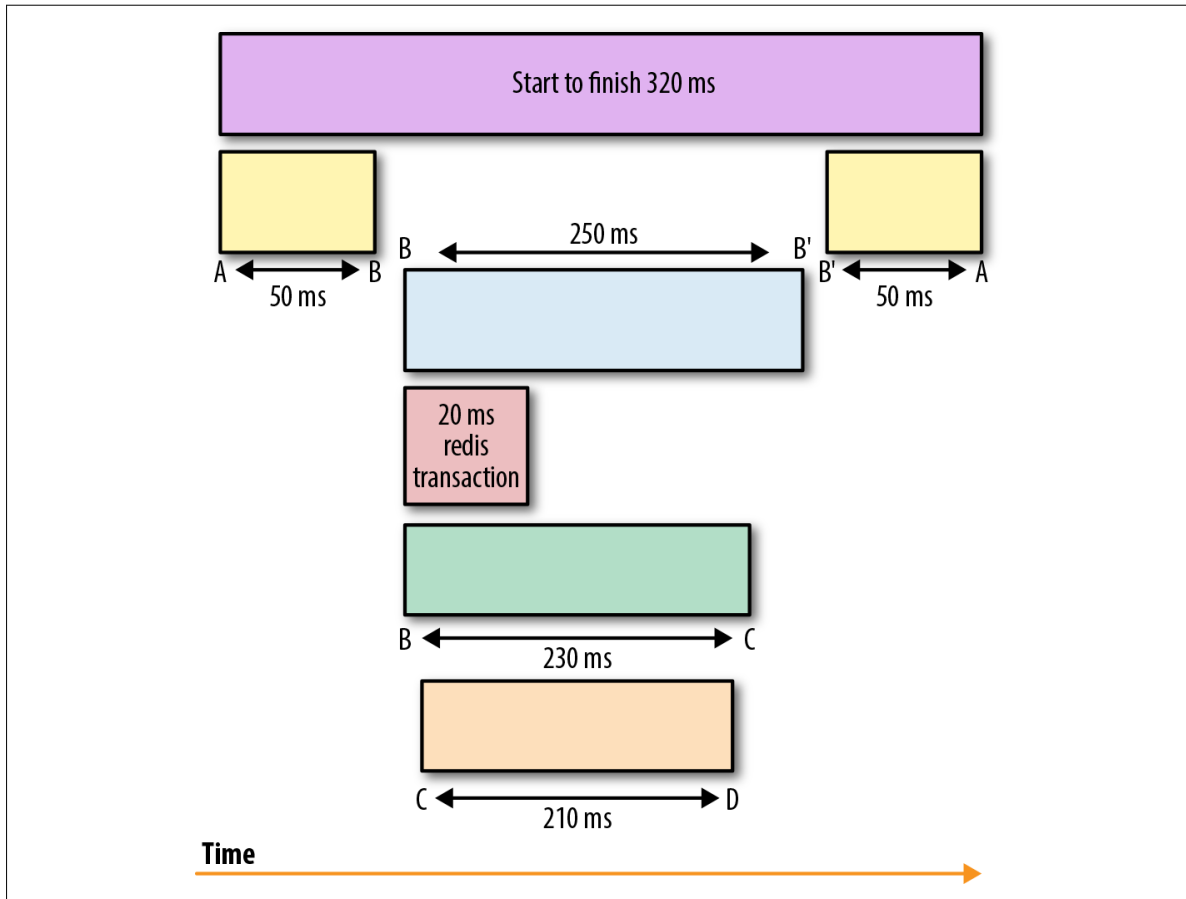 Start to finish 320 ms
B 250 ms B'
A B B' A
50 ms 50 ms
20 ms
redis
transaction
B C
230 ms
C D
210 ms
Time